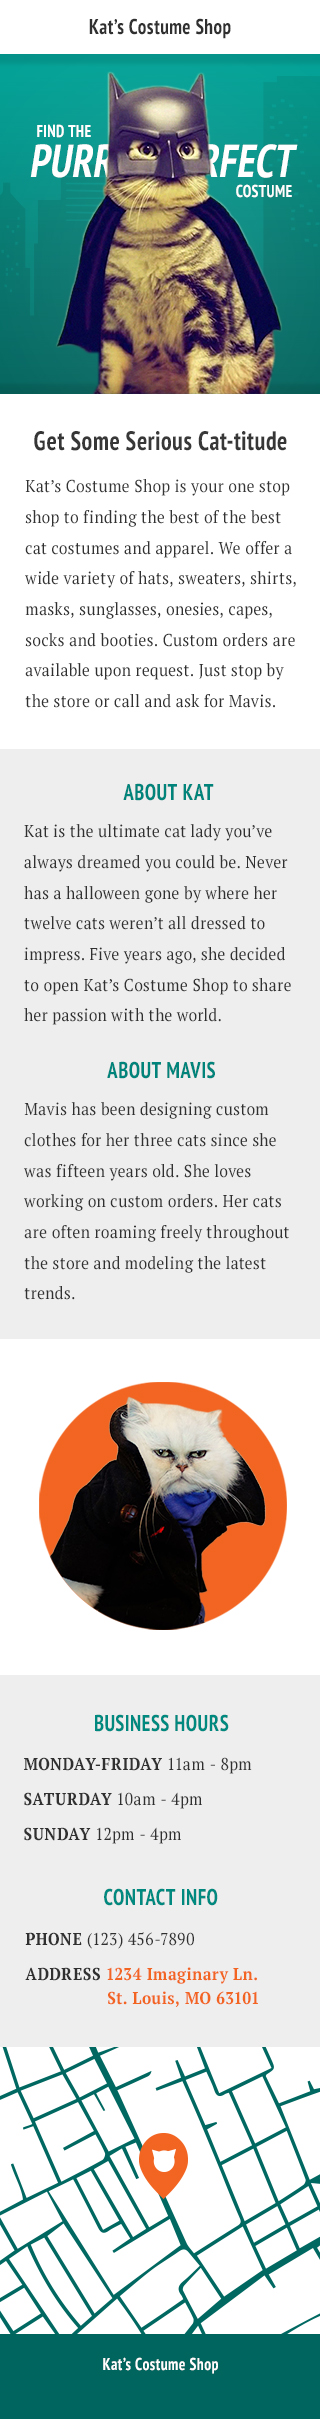 Kat's Costume Shop
FIND THE
PURR RFECT
COSTUME
Get Some Serious Cat-titude
Kat's Costume Shop is your one stop
shop to finding the best of the best
cat costumes and apparel. We offer a
wide variety of hats, sweaters, shirts,
masks, sunglasses, onesies, capes,
socks and booties. Custom orders are
available upon request. Just stop by
the store or call and ask for Mavis.
ABOUT KAT
Kat is the ultimate cat lady you've
always dreamed you could be. Never
has a halloween gone by where her
twelve cats weren't all dressed to
impress. Five years ago, she decided
to open Kat's Costume Shop to share
her passion with the world.
ABOUT MAVIS
Mavis has been designing custom
clothes for her three cats since she
was fifteen years old. She loves
working on custom orders. Her cats
are often roaming freely throughout
the store and modeling the latest
trends.
BUSINESS HOURS
MONDAY-FRIDAY 11am - 8pm
SATURDAY 10am - 4pm
SUNDAY 12pm - 4pm
CONTACT INFO
PHONE (123) 456-7890
ADDRESS 1234 Imaginary Ln.
St. Louis, MO 63101
Kat's Costume Shop